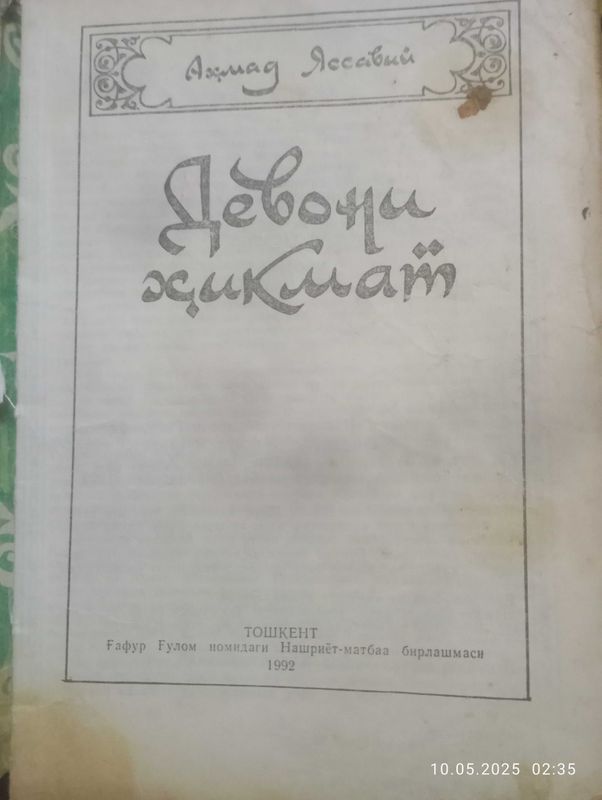 Аҳмад Яссавий
Девони
ҳикмат
ТОШКЕНТ
Ғафур Ғулом номидаги Нашриёт-матбаа бирлашмаси
1992
10.05.2025 02:35